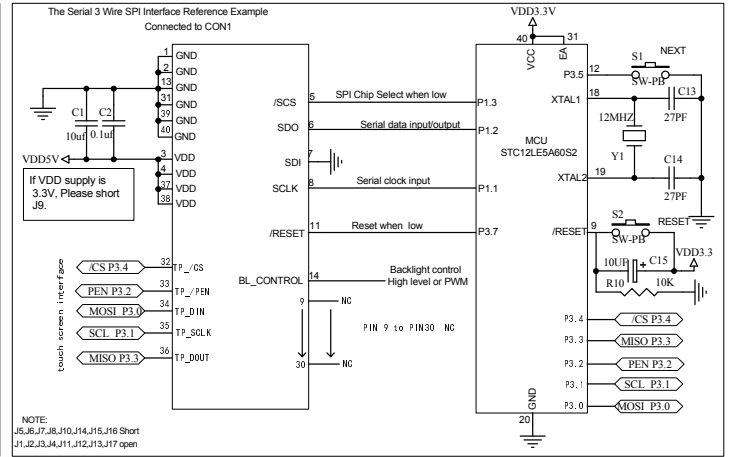 The Serial 3 Wire SPI Interface Reference Example
Connected to CON1
VDD3.3V
1 GND
2 GND
13 GND
31 GND
39 GND
40 GND
C1
10uf
C2
0.1uf
VDD5V
3 VDD
4 VDD
37 VDD
38 VDD
If VDD supply is
3.3V, Please short
J9.
/SCS 5 SPI Chip Select when low P1.3
SDO 6 Serial data input/output P1.2
SDI 7
SCLK 8 Serial clock input P1.1
/RESET 11 Reset when low P3.7
BL_CONTROL 14 Backlight control
High level or PWM
9 NC
PIN 9 to PIN30 NC
30 NC
touch screen interface
/CS P3.4 32 TP_/CS
PEN P3.2 33 TP_/PEN
MOSI P3.0 34 TP_DIN
SCL P3.1 35 TP_SCLK
MISO P3.3 36 TP_DOUT
40 VCC
31 EA
MCU
STC12LE5A60S2
P3.5 12 S1 NEXT
SW-PB
XTAL1 18 C13
27PF
12MHZ
Y1
XTAL2 19 C14
27PF
S2 RESET
/RESET 9 SW-PB
VDD3.3
10UF + C15
R10 10K
P3.4 /CS P3.4
P3.3 MISO P3.3
P3.2 PEN P3.2
P3.1 SCL P3.1
P3.0 MOSI P3.0
20 GND
NOTE:
J5,J6,J7,J8,J10,J14,J15,J16 Short
J1,J2,J3,J4,J11,J12,J13,J17 open